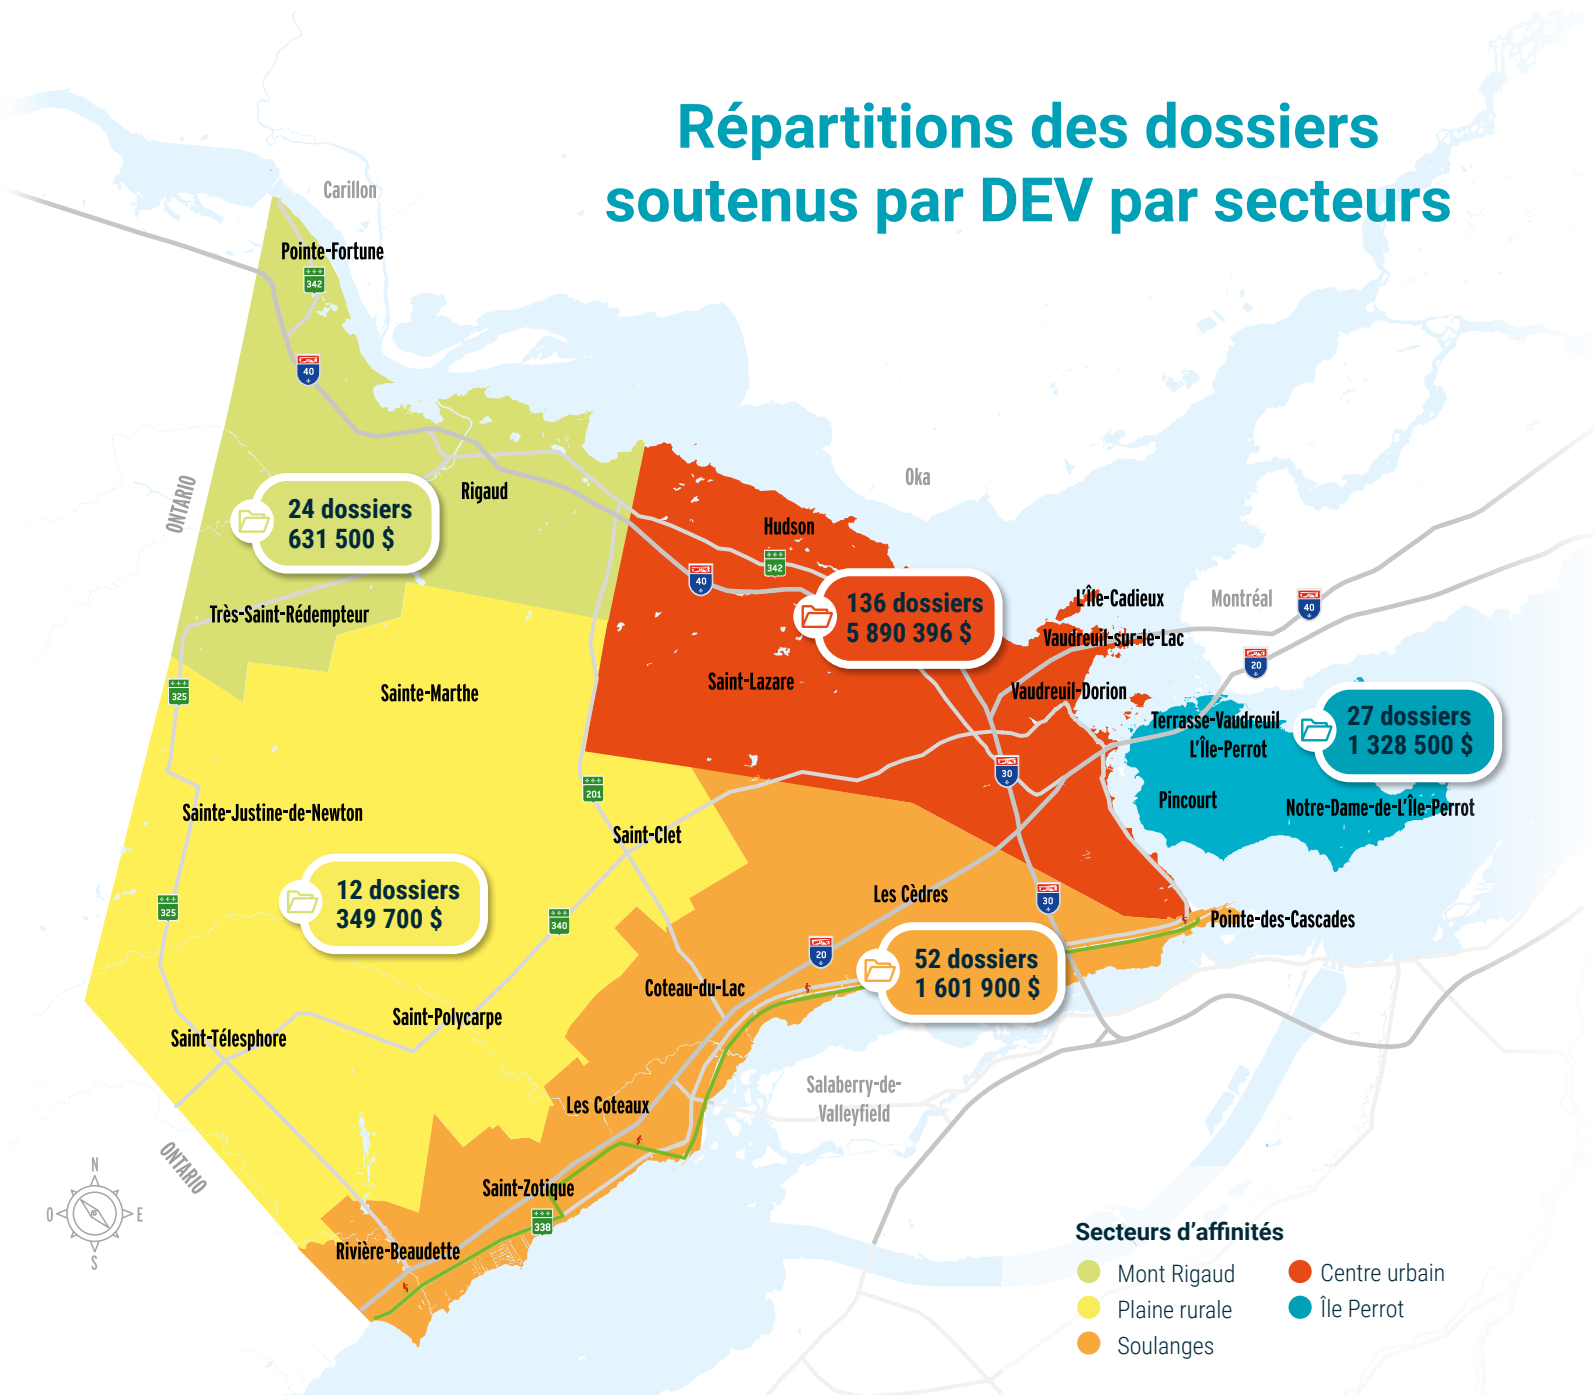 Répartitions des dossiers
soutenus par DEV par secteurs
Carillon
Pointe-Fortune
342
40
ONTARIO
Rigaud
24 dossiers
631 500 $
Très-Saint-Rédempteur
Oka
Hudson
342
40
136 dossiers
5 890 396 $
L'Île-Cadieux
Montréal
40
Vaudreuil-sur-le-Lac
20
Saint-Lazare
Vaudreuil-Dorion
325
Sainte-Marthe
Terrasse-Vaudreuil
L'Île-Perrot
27 dossiers
1 328 500 $
30
201
Pincourt
Notre-Dame-de-L'Île-Perrot
Sainte-Justine-de-Newton
Saint-Clet
12 dossiers
349 700 $
325
340
Les Cèdres
30
Pointe-des-Cascades
20
52 dossiers
1 601 900 $
Coteau-du-Lac
Saint-Polycarpe
Saint-Télesphore
Salaberry-de-
Valleyfield
Les Coteaux
ONTARIO
N
O
E
S
Saint-Zotique
338
Rivière-Beaudette
Secteurs d'affinités
Mont Rigaud
Centre urbain
Plaine rurale
Île Perrot
Soulanges